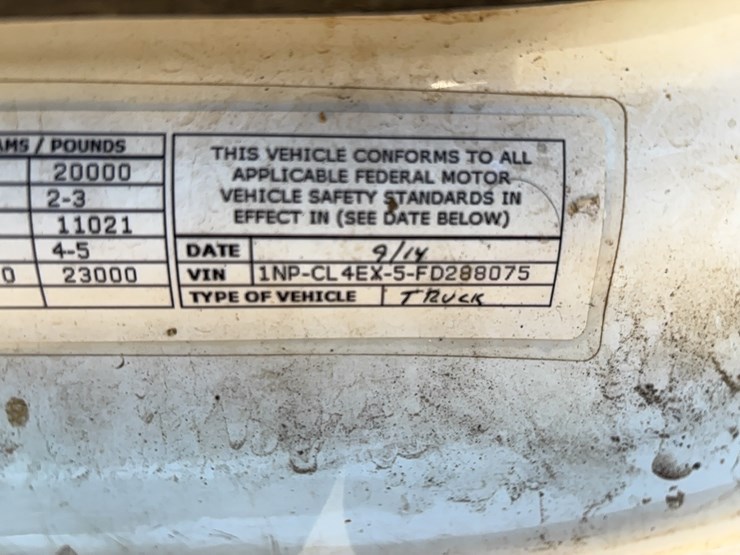 AMS / POUNDS
20000
2-3
11021
4-5
0 23000
THIS VEHICLE CONFORMS TO ALL
APPLICABLE FEDERAL MOTOR
VEHICLE SAFETY STANDARDS IN
EFFECT IN (SEE DATE BELOW)
DATE 9/14
VIN 1NP-CL4EX-5-FD288075
TYPE OF VEHICLE TRUCK